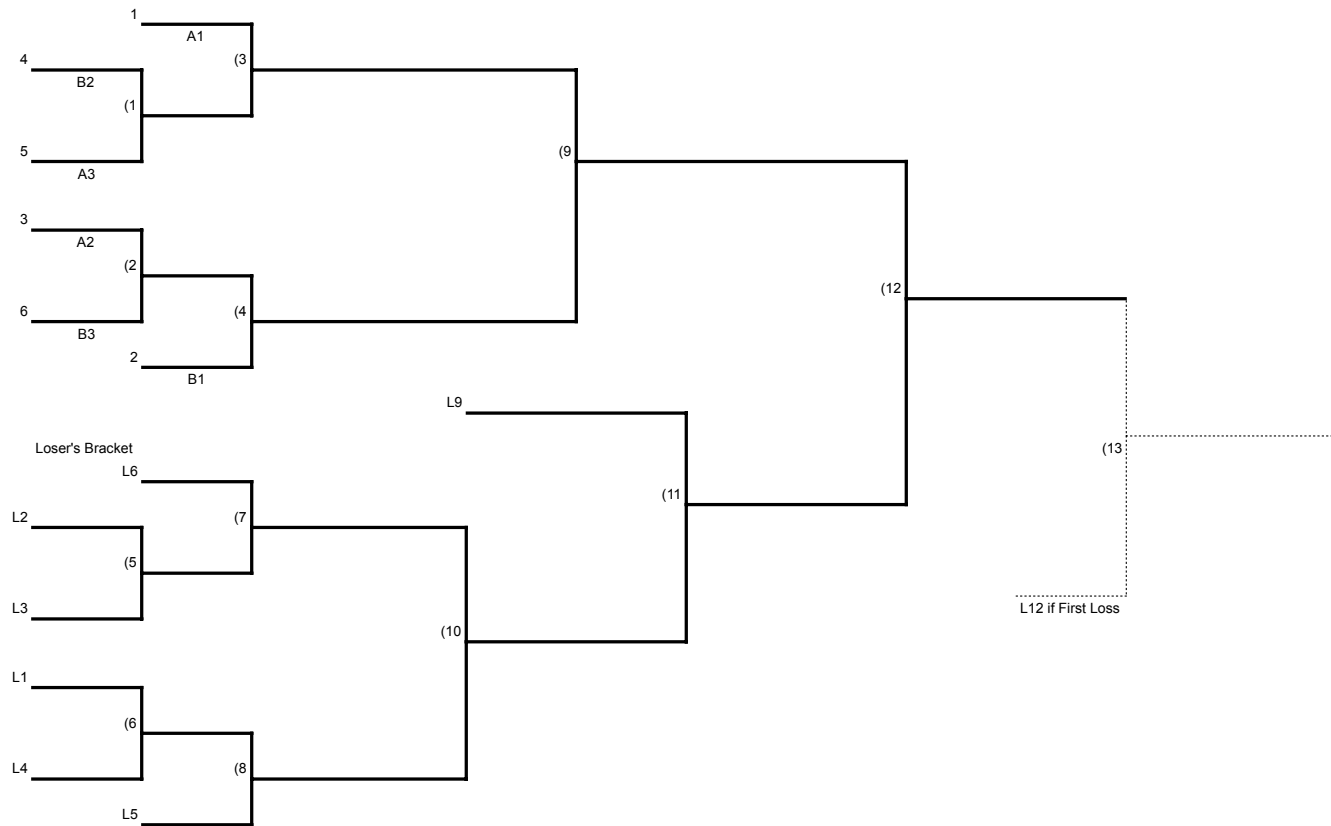 1
A1
4
(3
B2
(1
5
(9
A3
3
A2
(2
(12
6
(4
B3
2
B1
L9
Loser's Bracket
(13
L6
(11
L2
(7
(5
L3
L12 if First Loss
(10
L1
(6
L4
(8
L5